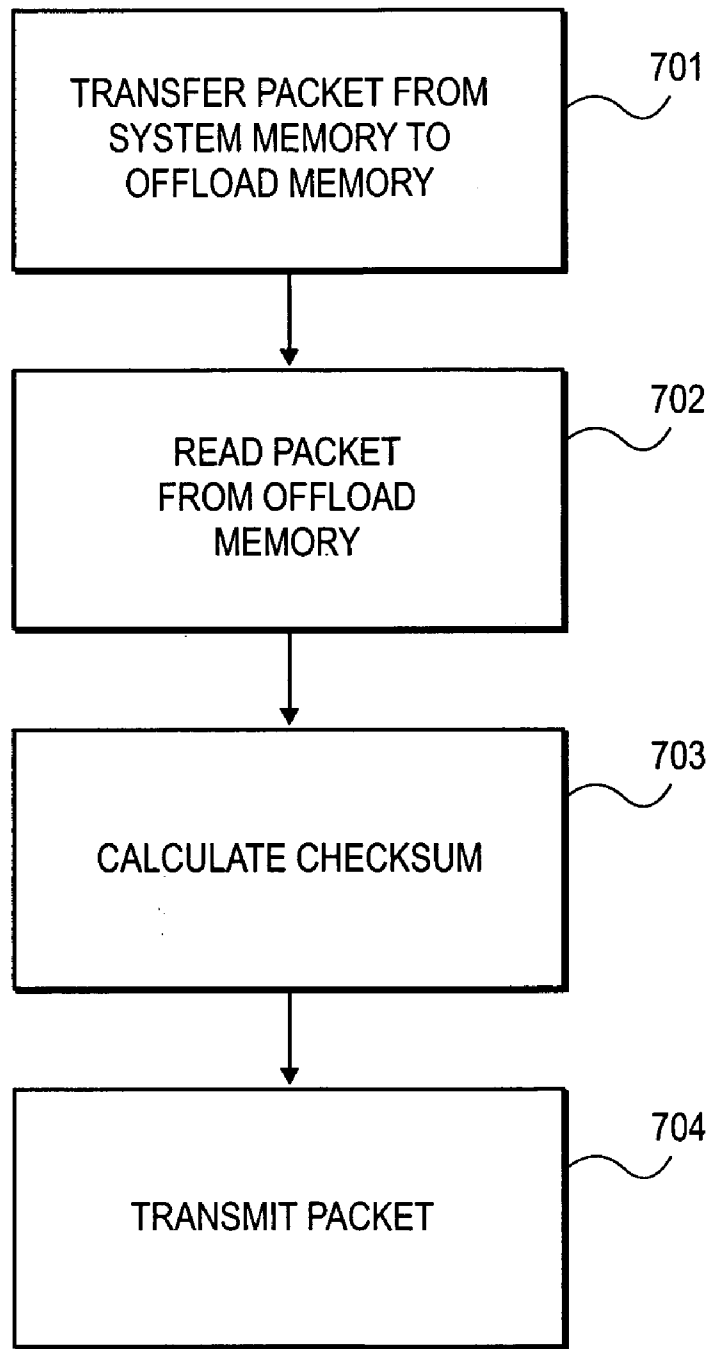 TRANSFER PACKET FROM
SYSTEM MEMORY TO
OFFLOAD MEMORY
701
READ PACKET
FROM OFFLOAD
MEMORY
702
CALCULATE CHECKSUM
703
TRANSMIT PACKET
704